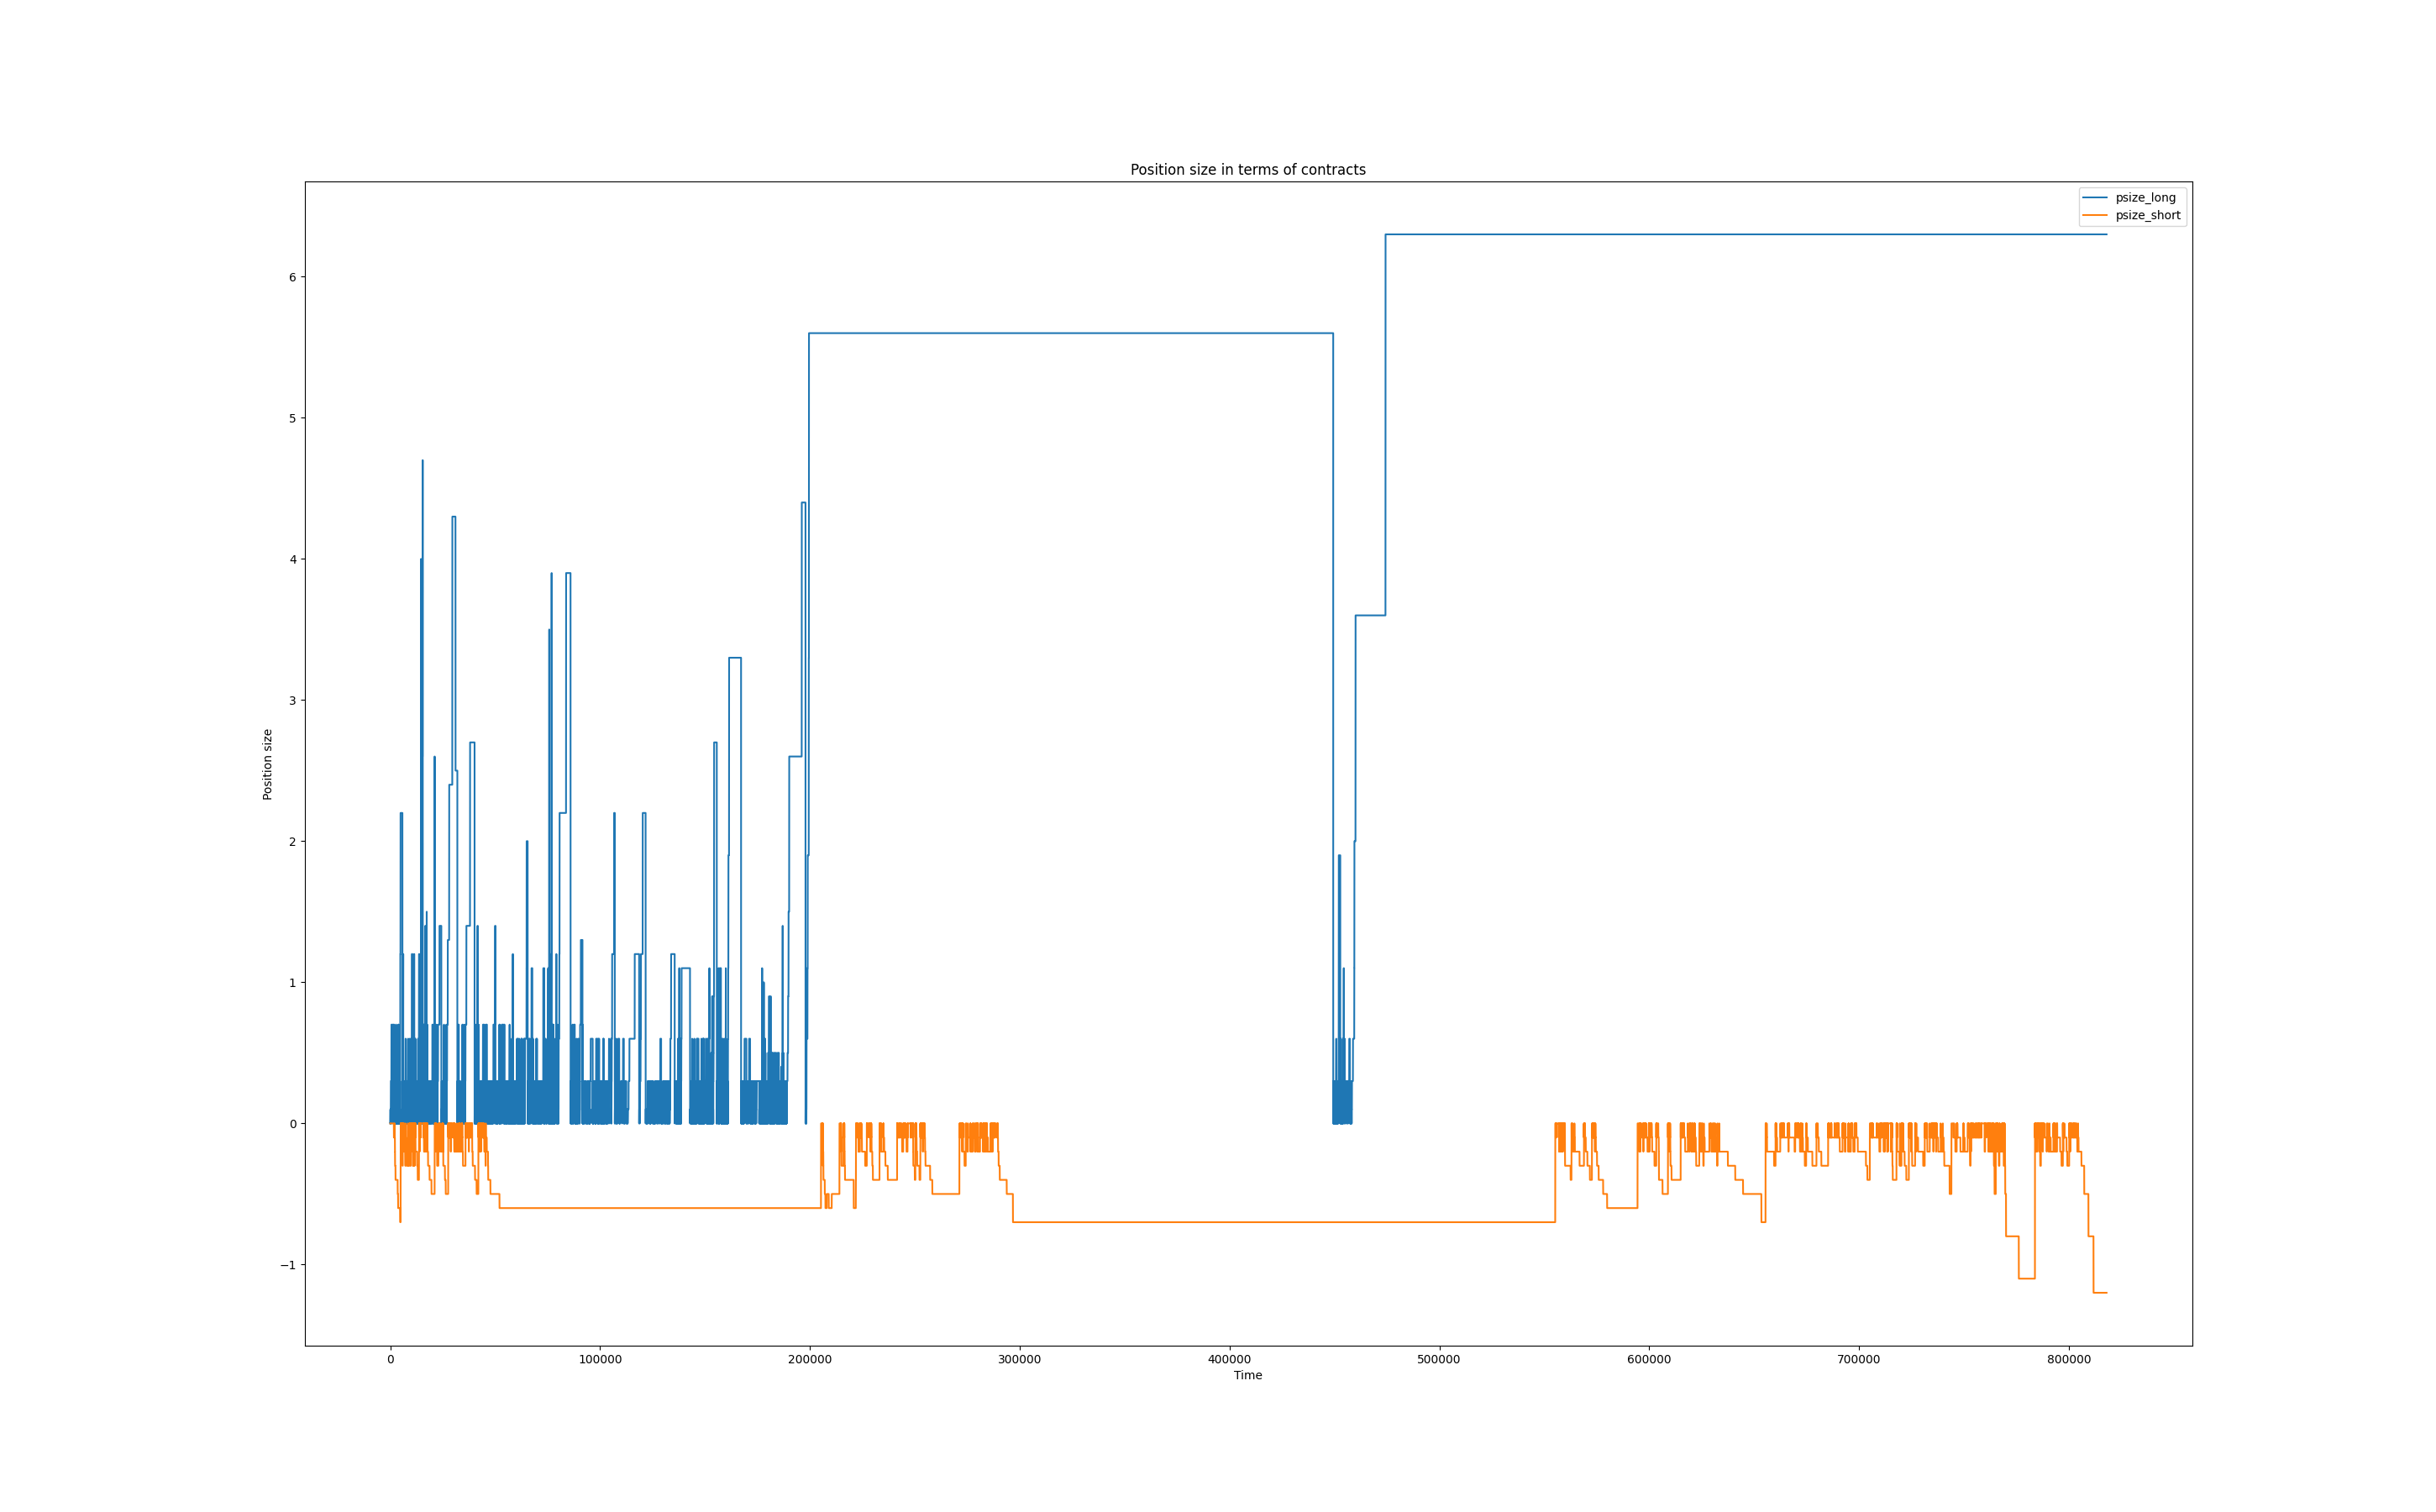 Position size in terms of contracts
psize_long
psize_short
Position size
6
5
4
3
2
1
0
−1
0 100000 200000 300000 400000 500000 600000 700000 800000
Time